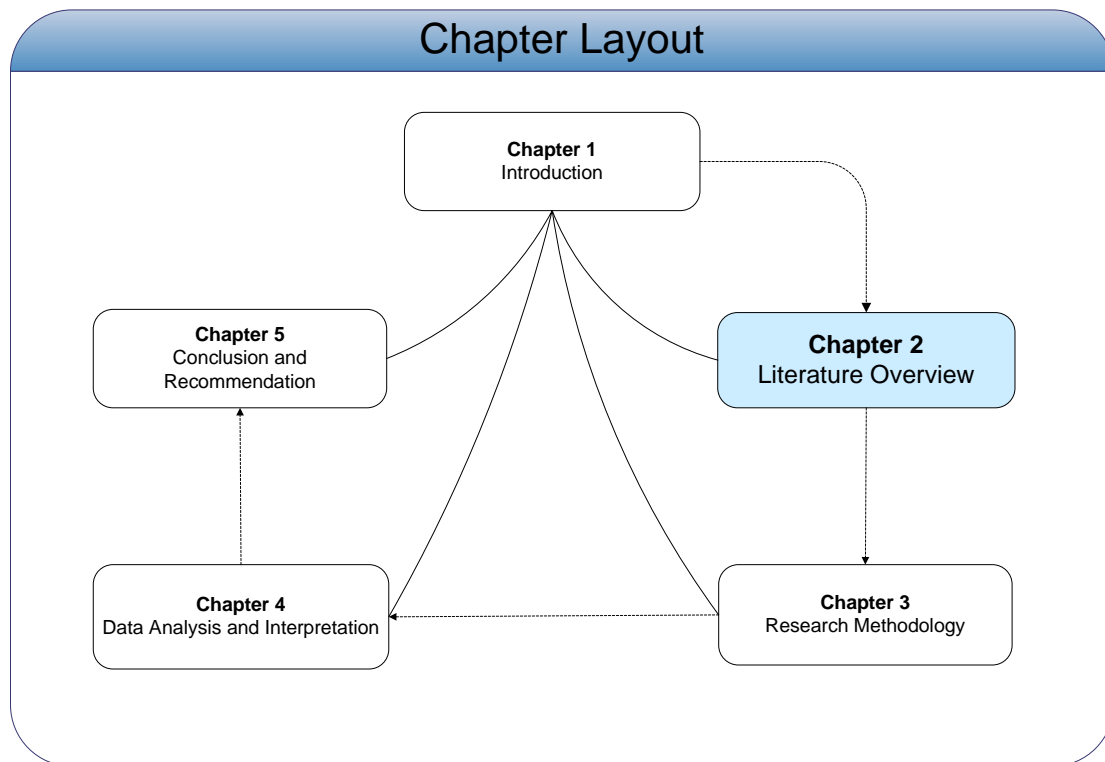 Chapter Layout
Chapter 1
Introduction
Chapter 5
Conclusion and
Recommendation
Chapter 2
Literature Overview
Chapter 4
Data Analysis and Interpretation
Chapter 3
Research Methodology